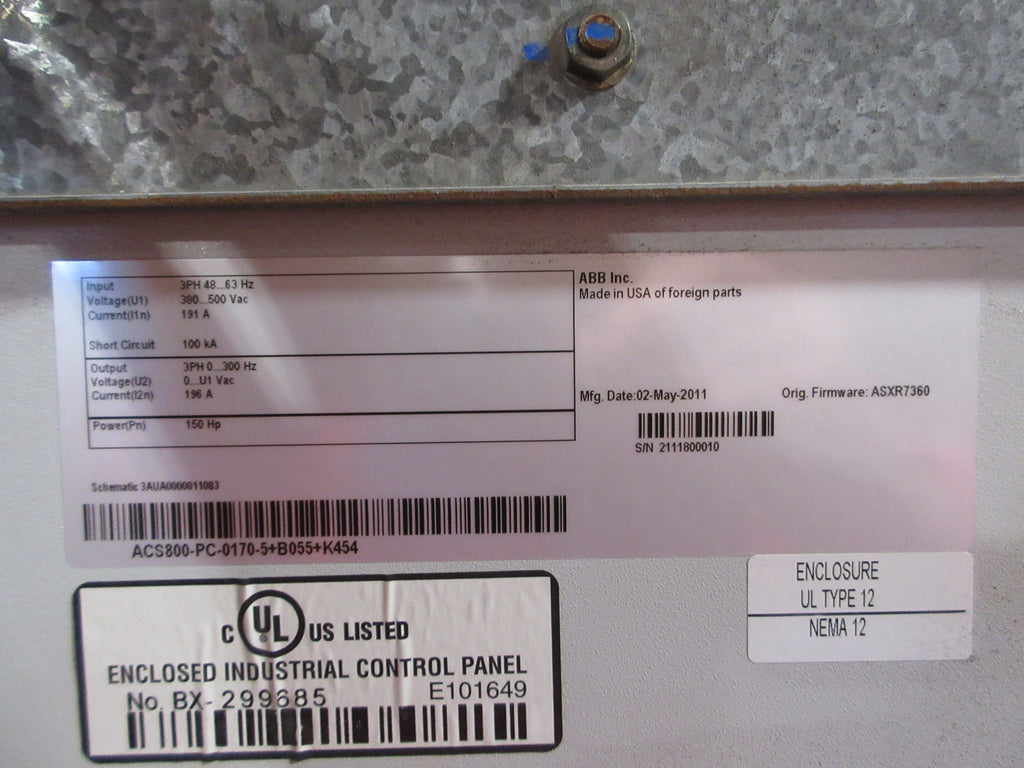 Input 3PH 48...63 Hz
Voltage(U1) 380...500 Vac
Current(I1n) 191 A
Short Circuit 100 kA
Output 3PH 0...300 Hz
Voltage(U2) 0...U1 Vac
Current(I2n) 196 A
Power(Pn) 150 Hp
ABB Inc.
Made in USA of foreign parts
Mfg. Date:02-May-2011 Orig. Firmware: ASXR7360
S/N 2111800010
Schematic 3AUA0000011083
ACS800-PC-0170-5+B055+K454
ENCLOSURE
UL TYPE 12
NEMA 12
C UL ® US LISTED
ENCLOSED INDUSTRIAL CONTROL PANEL
No. BX- 299685 E101649